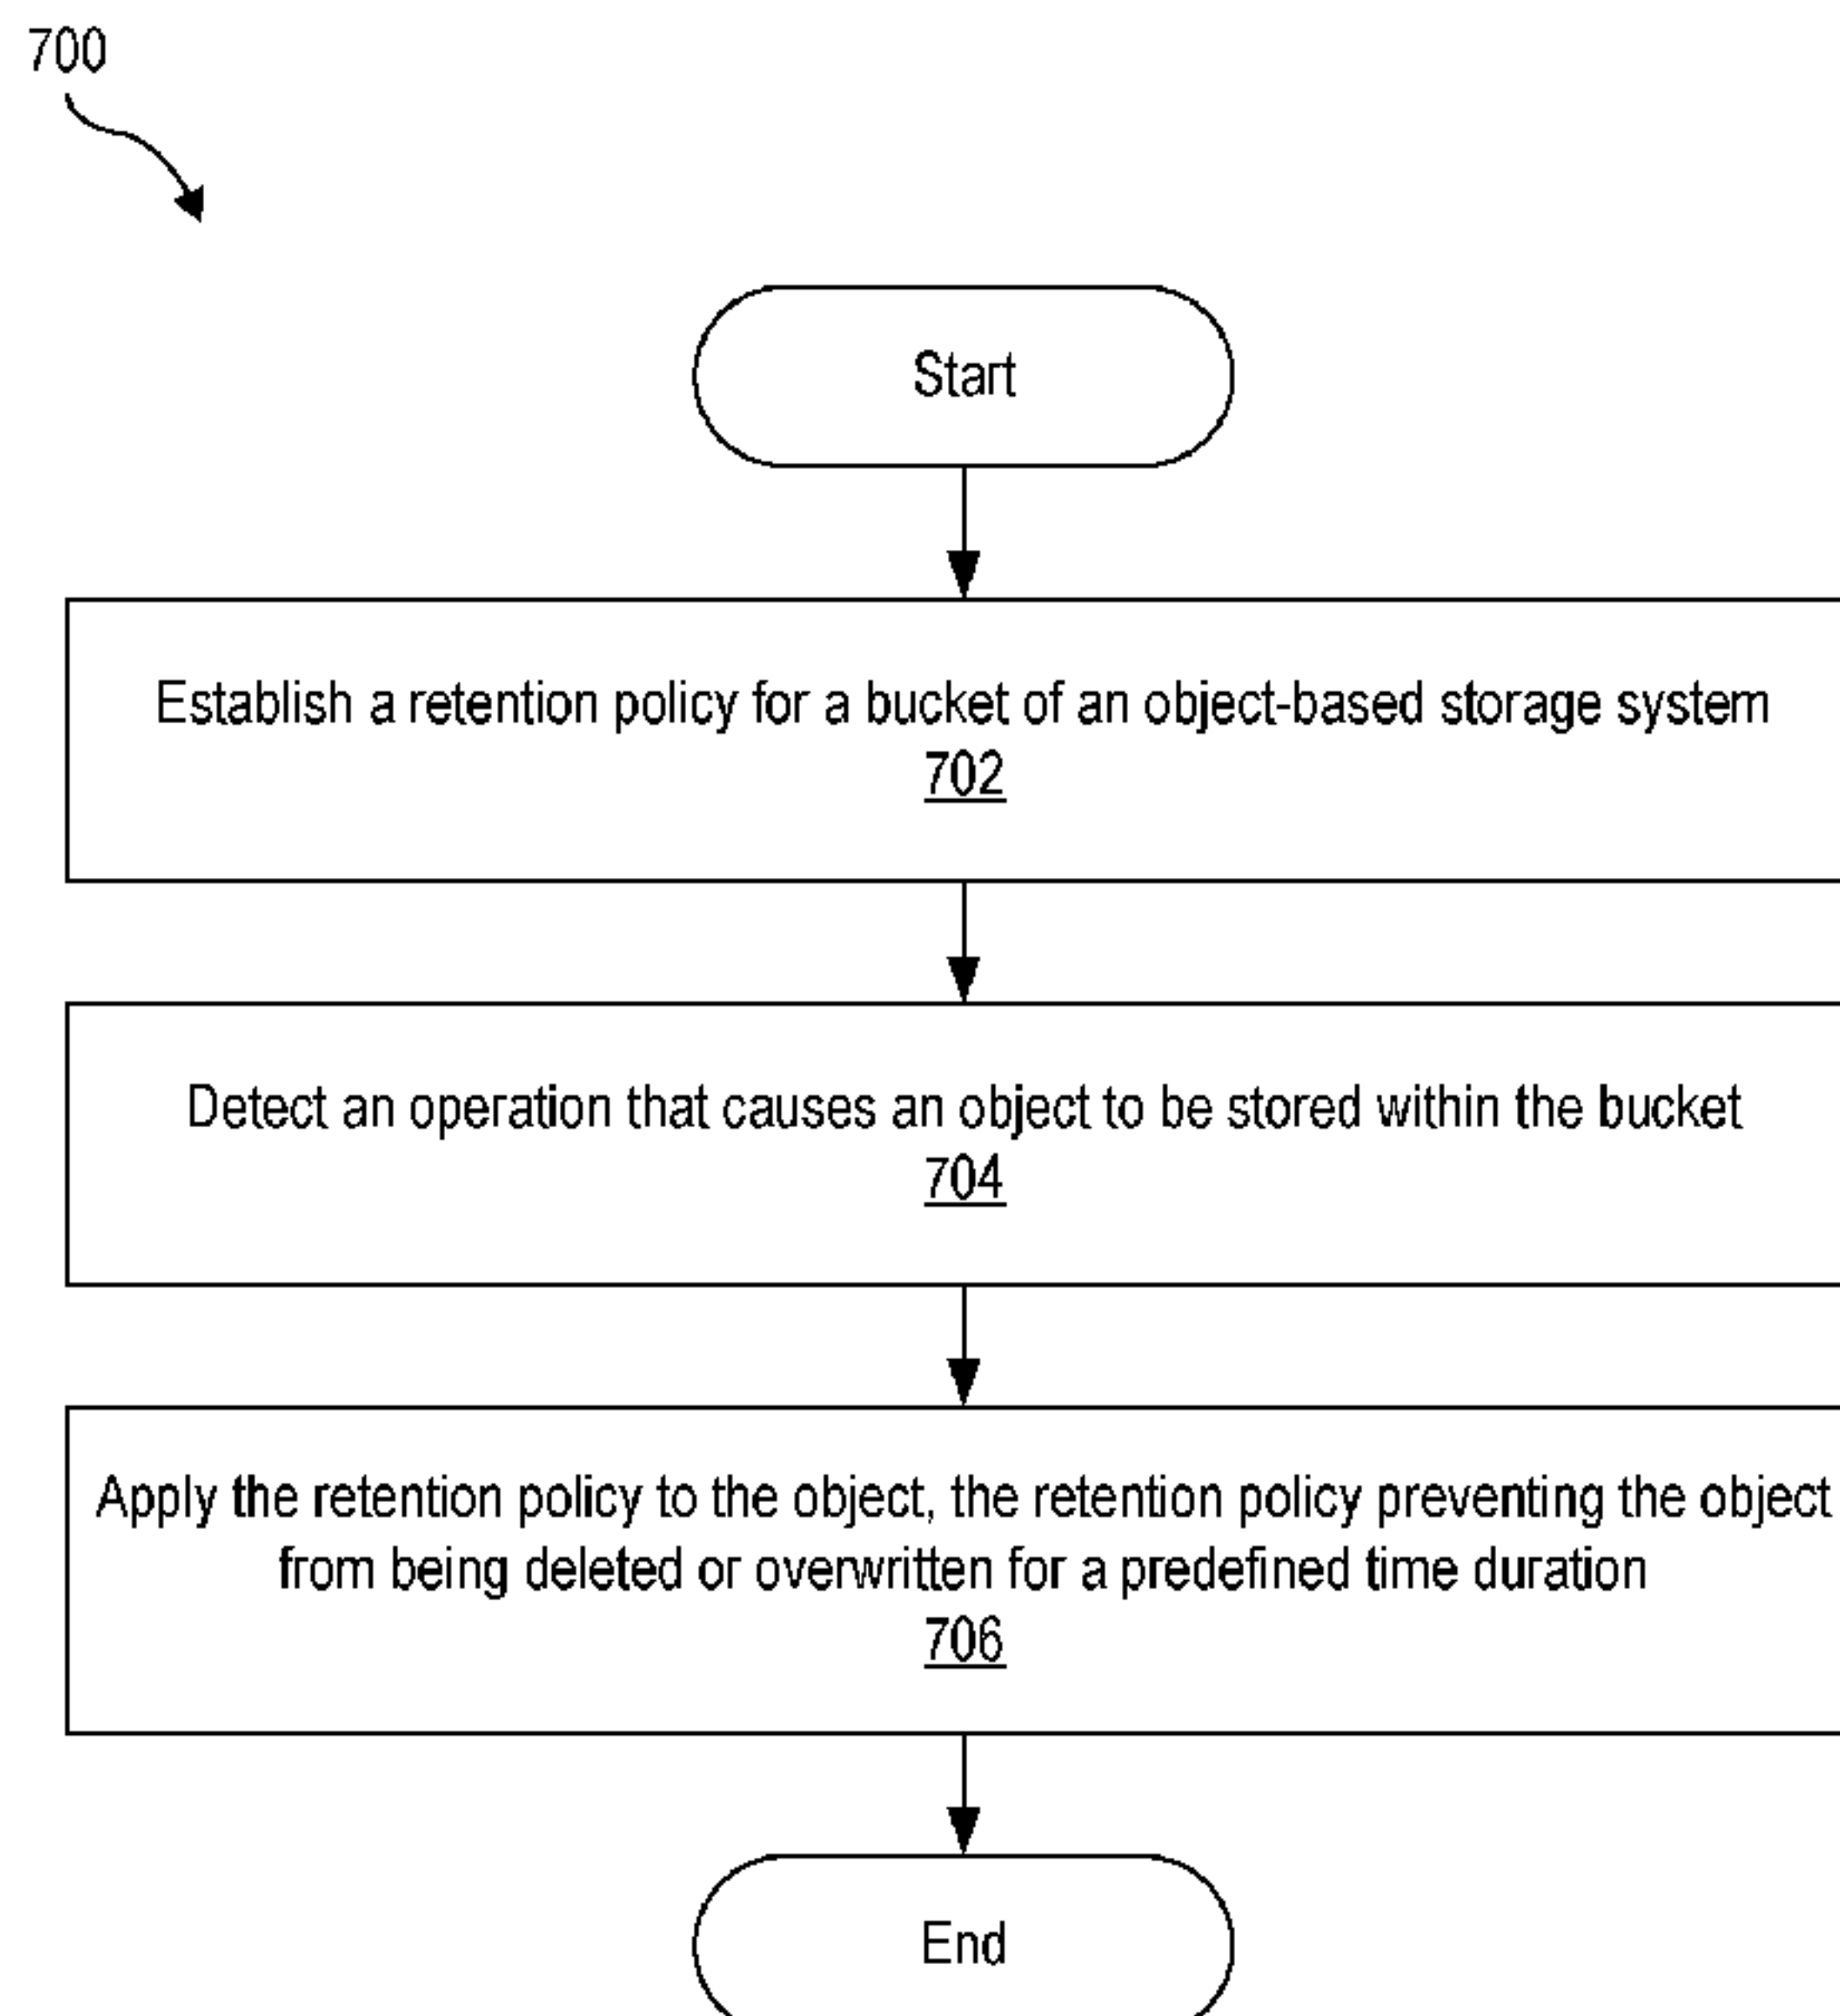 700
Start
Establish a retention policy for a bucket of an object-based storage system
702
Detect an operation that causes an object to be stored within the bucket
704
Apply the retention policy to the object, the retention policy preventing the object
from being deleted or overwritten for a predefined time duration
706
End